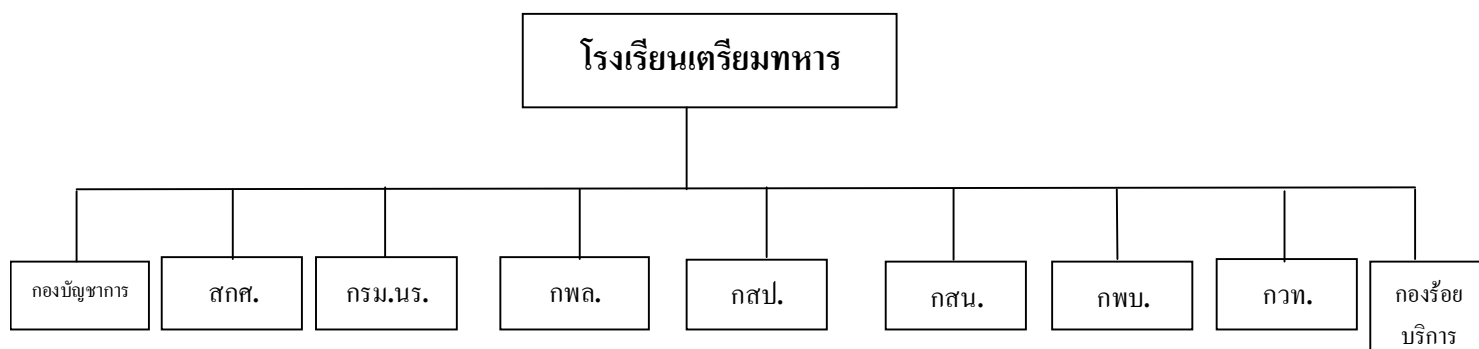 โรงเรียนเตรียมทหาร
กองบัญชาการ
สกศ.
กรม.นร.
กพล.
กสป.
กสน.
กพบ.
กวท.
กองร้อย
บริการ